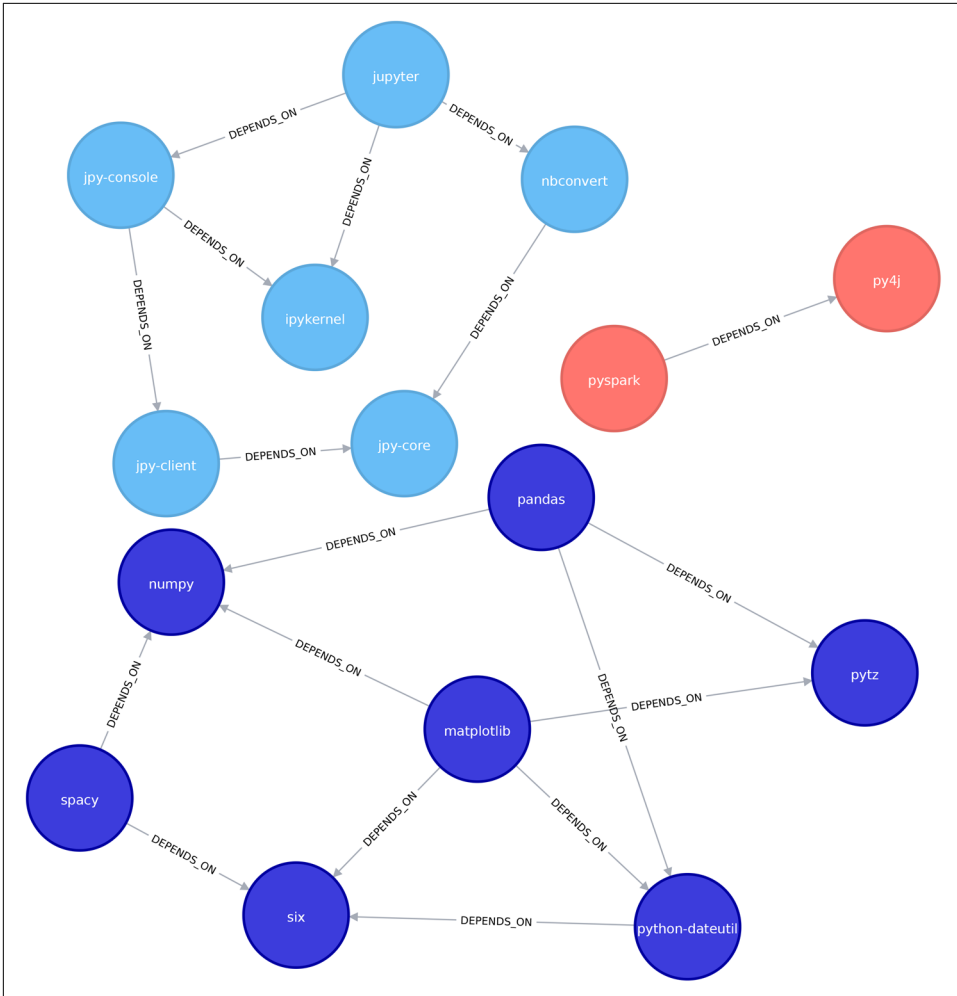 jupyter
DEPENDS_ON
DEPENDS_ON
jpy-console
nbconvert
DEPENDS_ON
DEPENDS_ON
py4j
DEPENDS_ON
DEPENDS_ON
ipykernel
DEPENDS_ON
pyspark
DEPENDS_ON
jpy-core
DEPENDS_ON
jpy-client
pandas
DEPENDS_ON
numpy
DEPENDS_ON
DEPENDS_ON
pytz
DEPENDS_ON
DEPENDS_ON
DEPENDS_ON
matplotlib
spacy
DEPENDS_ON
DEPENDS_ON
DEPENDS_ON
six
DEPENDS_ON
python-dateutil